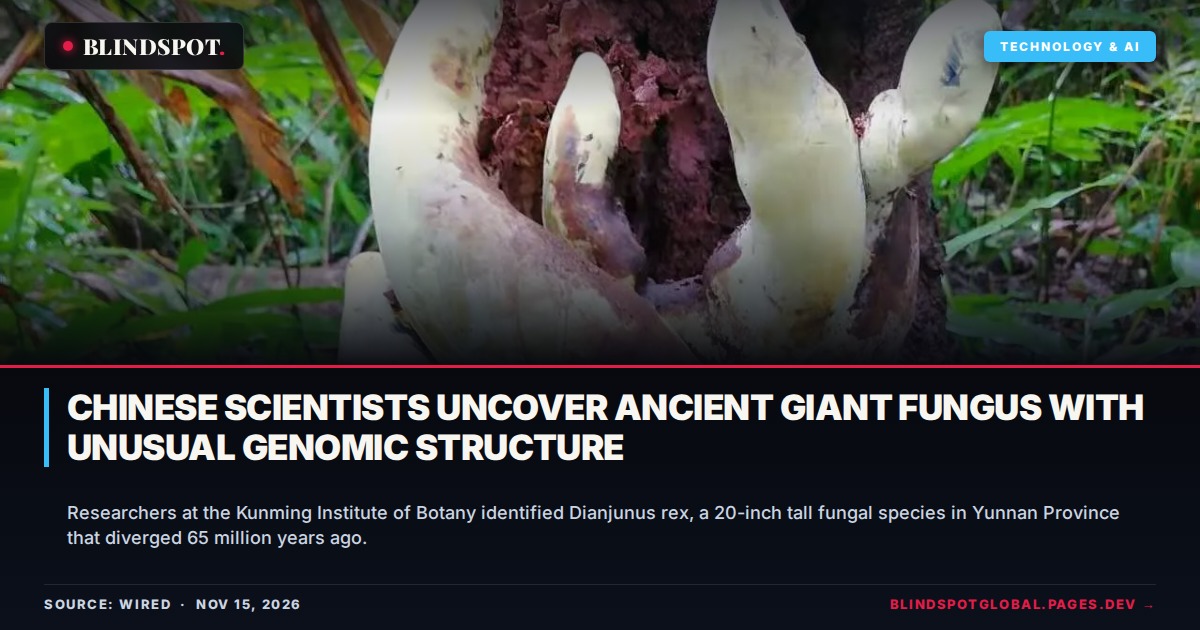 BLINDSPOT.
TECHNOLOGY & AI
CHINESE SCIENTISTS UNCOVER ANCIENT GIANT FUNGUS WITH
UNUSUAL GENOMIC STRUCTURE
Researchers at the Kunming Institute of Botany identified Dianjunus rex, a 20-inch tall fungal species in Yunnan Province
that diverged 65 million years ago.
SOURCE: WIRED · NOV 15, 2026
BLINDSPOTGLOBAL.PAGES.DEV →